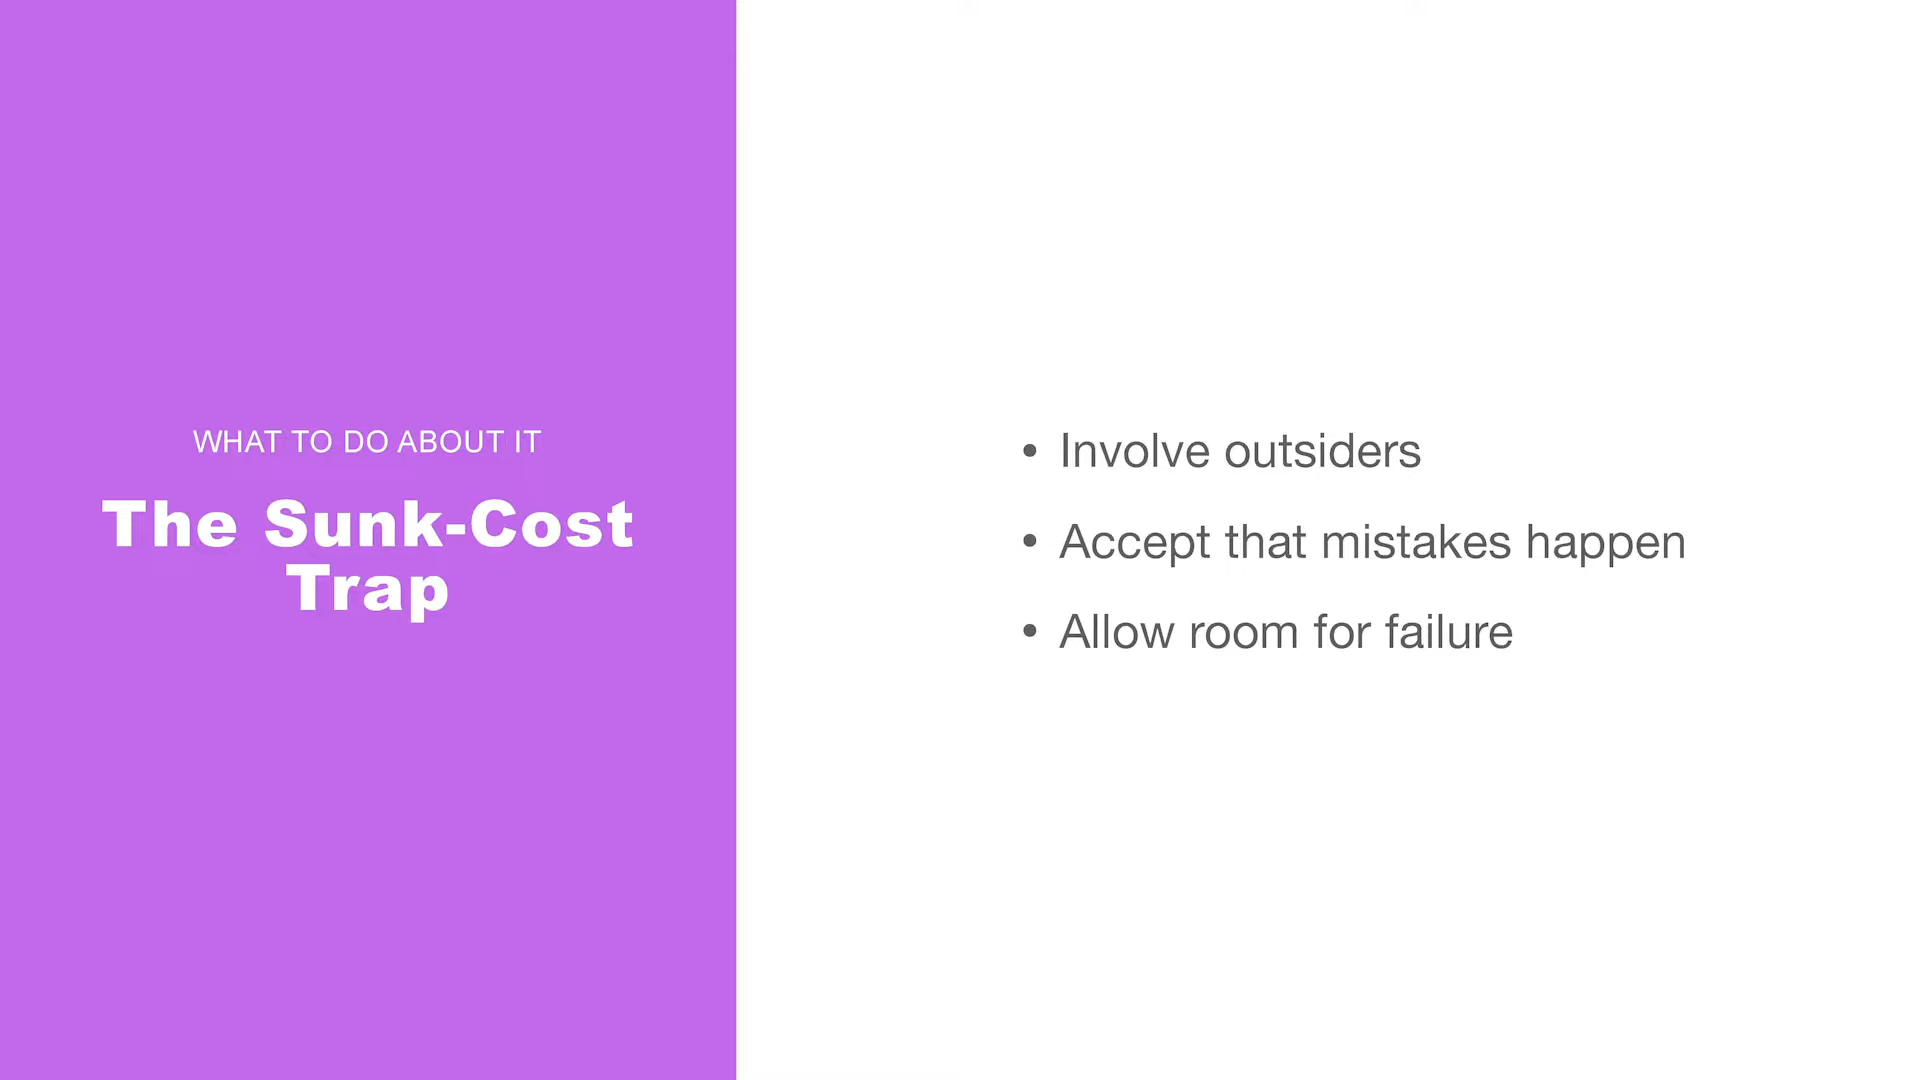 WHAT TO DO ABOUT IT
The Sunk-Cost
Trap
• Involve outsiders
• Accept that mistakes happen
• Allow room for failure